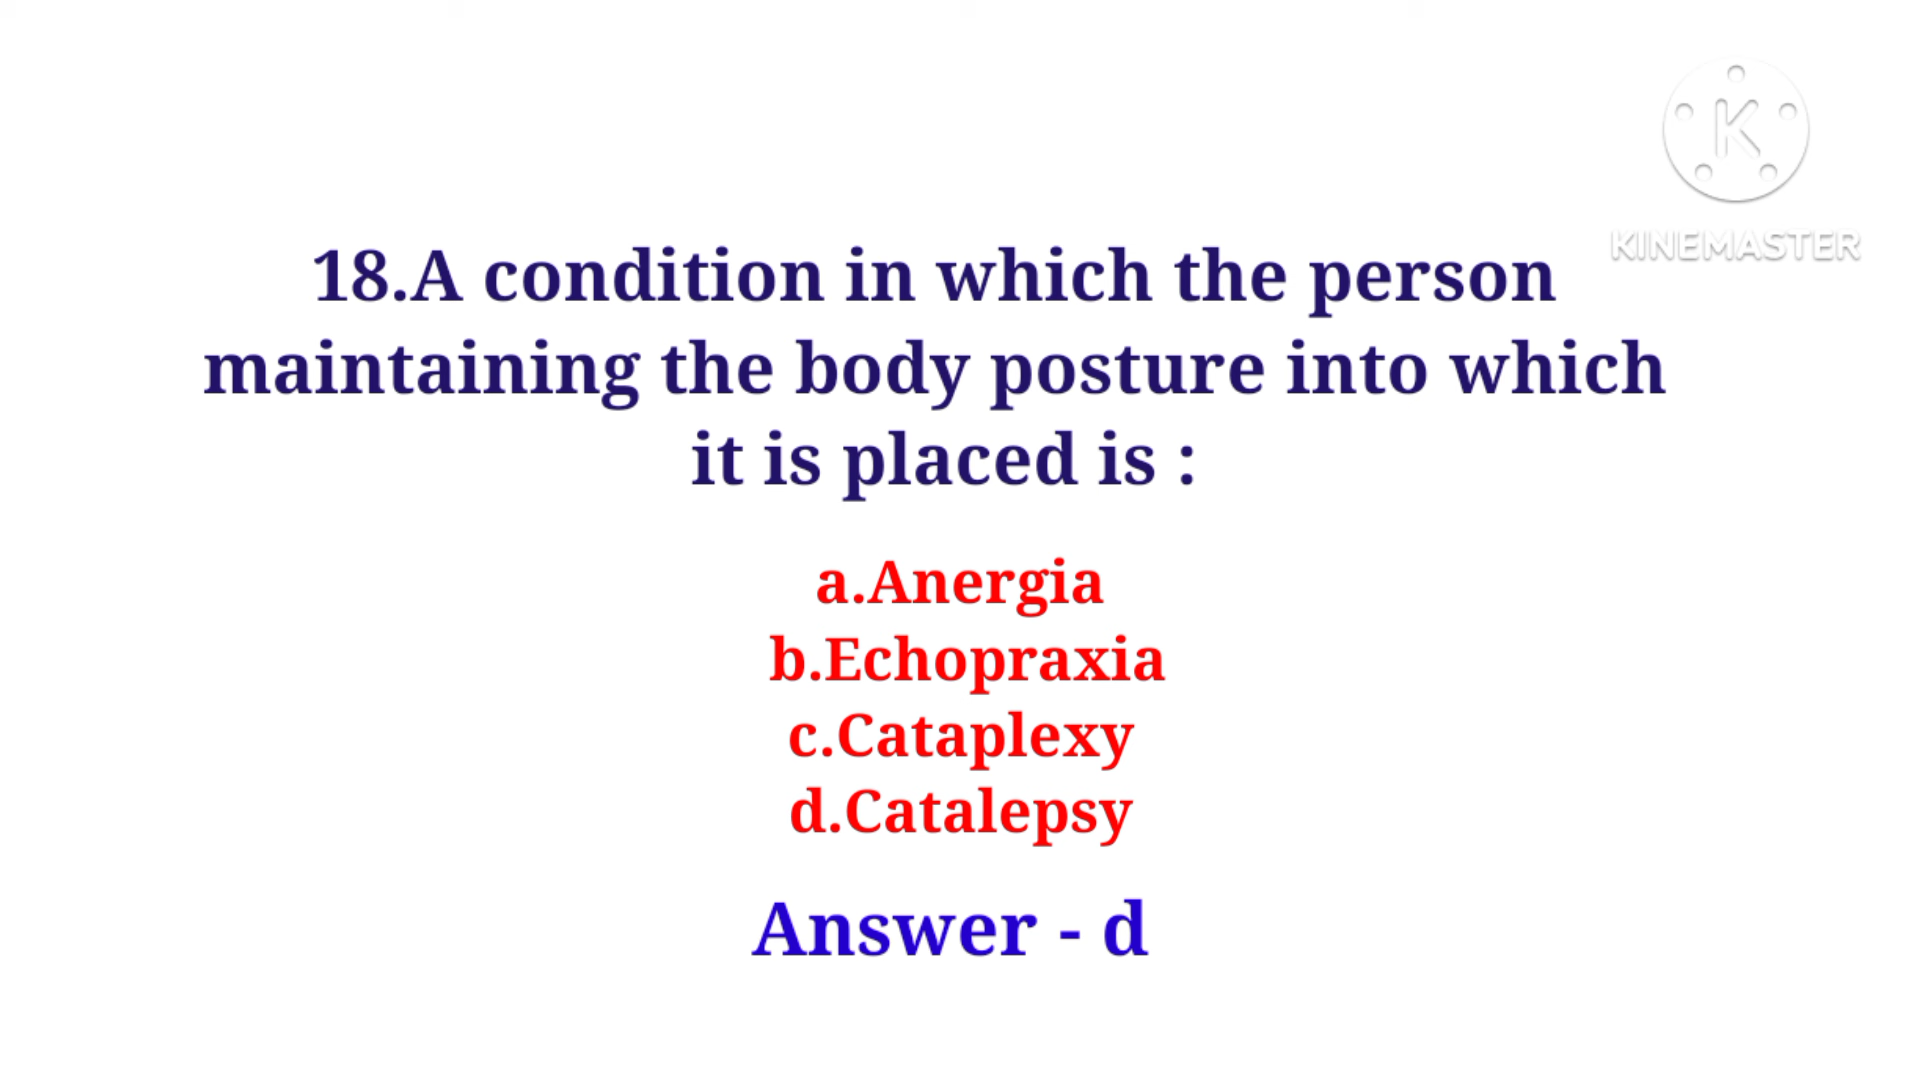 K
KINEMASTER
18.A condition in which the person
maintaining the body posture into which
it is placed is :
a.Anergia
b.Echopraxia
c.Cataplexy
d.Catalepsy
Answer - d